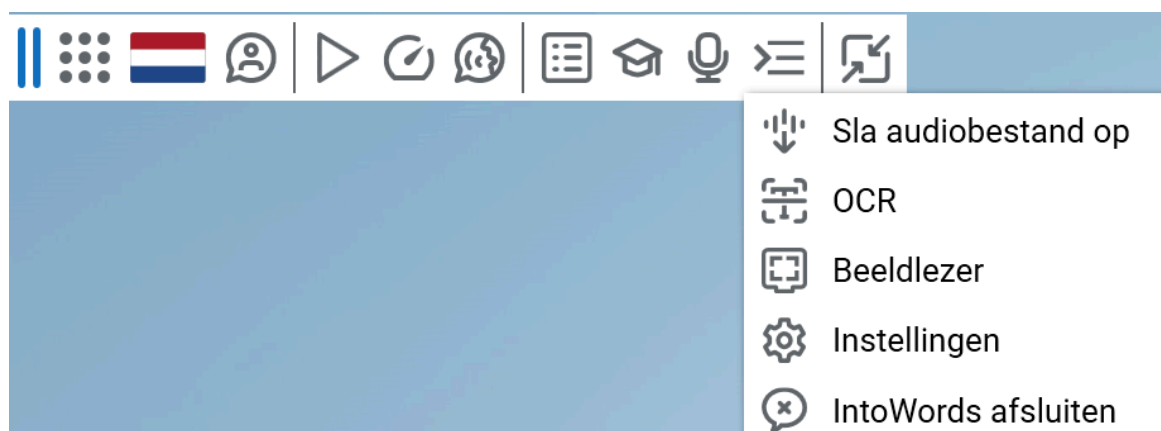 Sla audiobestand op
OCR
Beeldlezer
Instellingen
IntoWords afsluiten